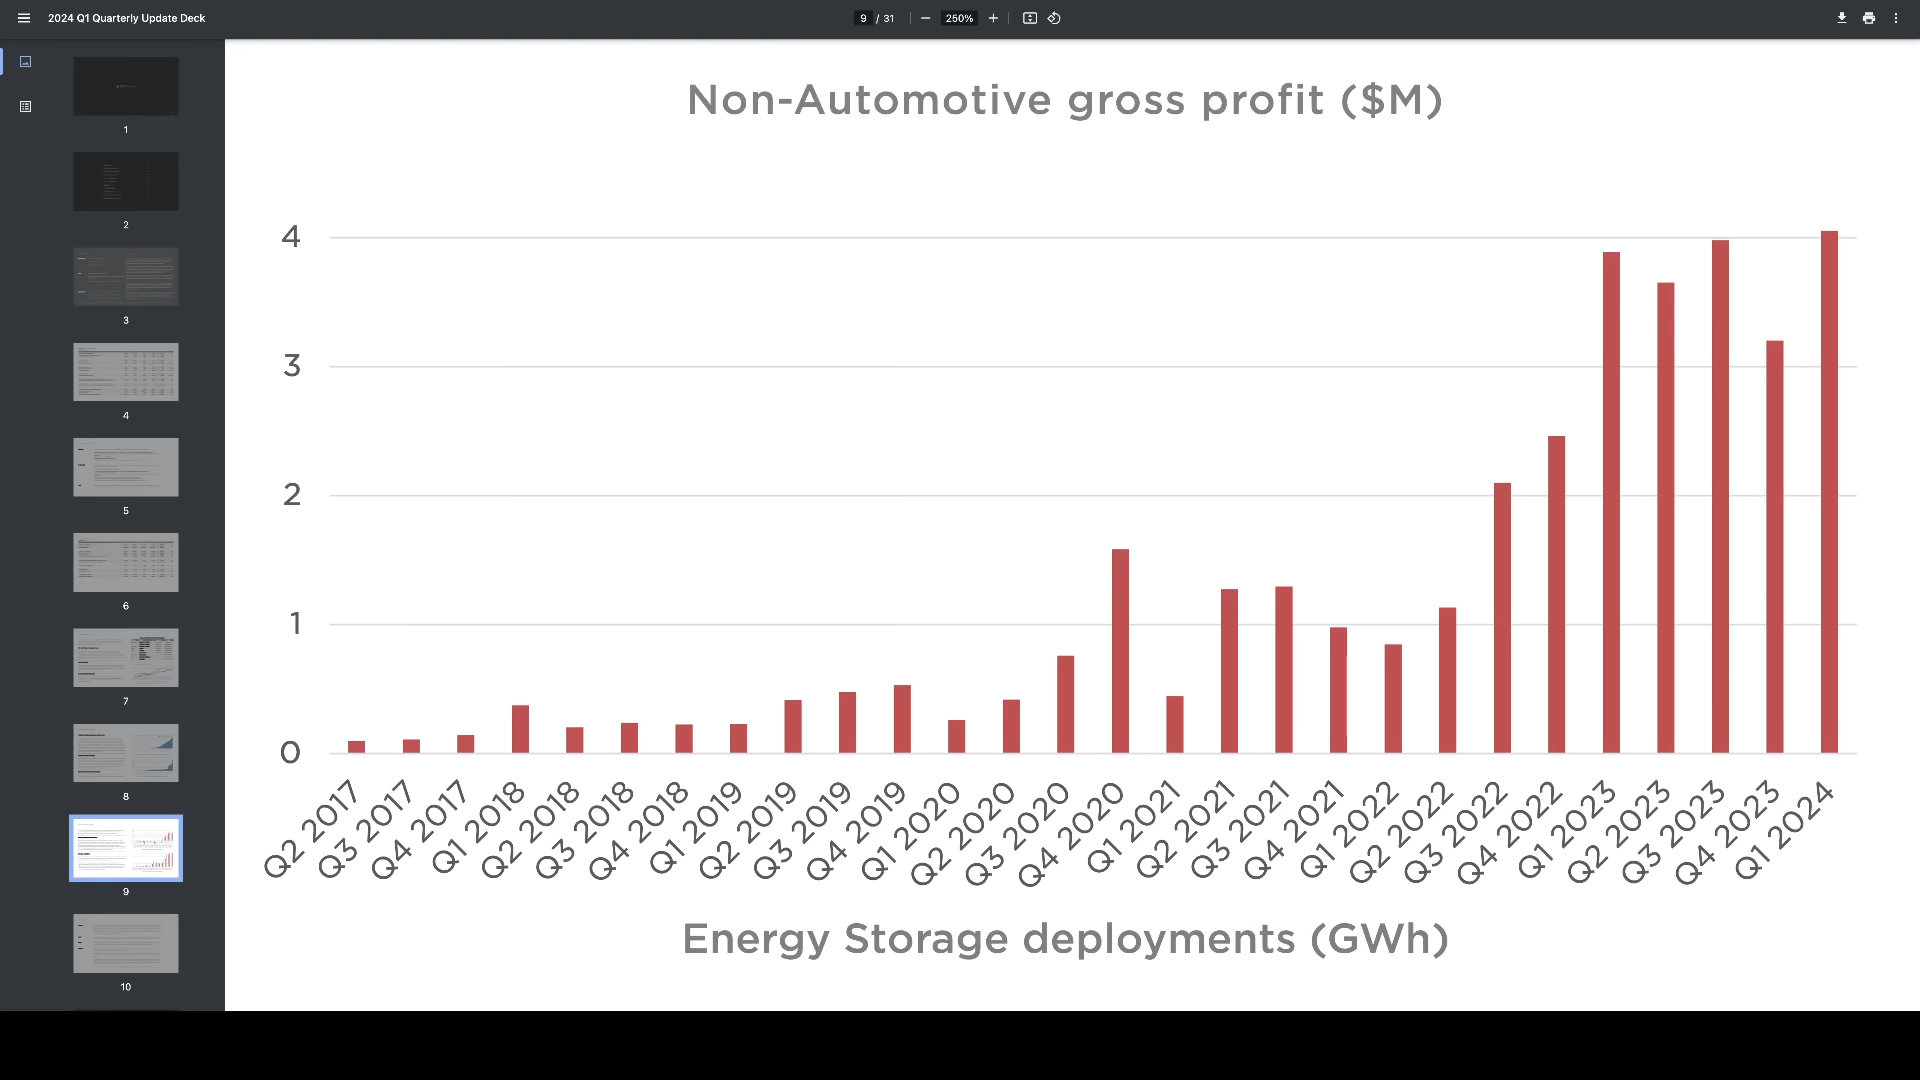 2024 Q1 Quarterly Update Deck
9 / 31
250%
1
2
3
4
5
6
7
8
9
10
Non-Automotive gross profit ($M)
4
3
2
1
0
Q2 2017
Q3 2017
Q4 2017
Q1 2018
Q2 2018
Q3 2018
Q4 2018
Q1 2019
Q2 2019
Q3 2019
Q4 2019
Q1 2020
Q2 2020
Q3 2020
Q4 2020
Q1 2021
Q2 2021
Q3 2021
Q4 2021
Q1 2022
Q2 2022
Q3 2022
Q4 2022
Q1 2023
Q2 2023
Q3 2023
Q4 2023
Q1 2024
Energy Storage deployments (GWh)